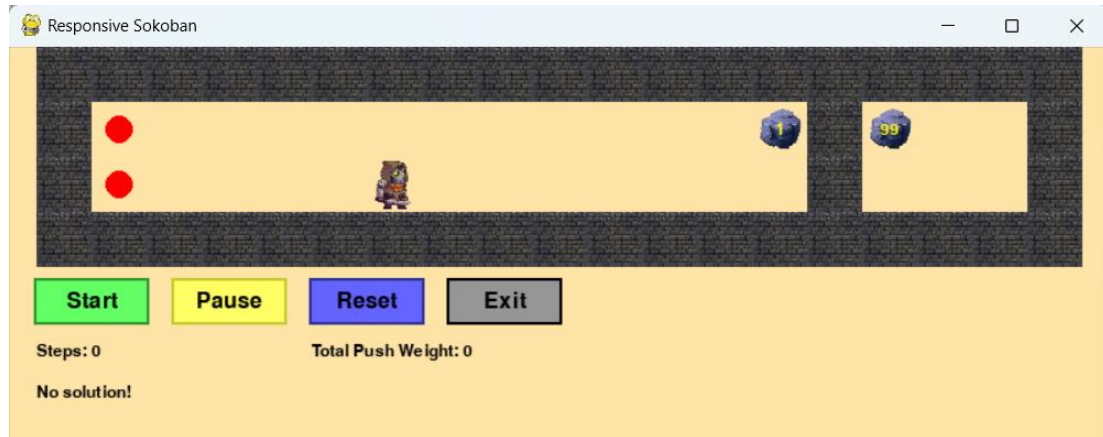 Responsive Sokoban
1 99
Start Pause Reset Exit
Steps: 0 Total Push Weight: 0
No solution!